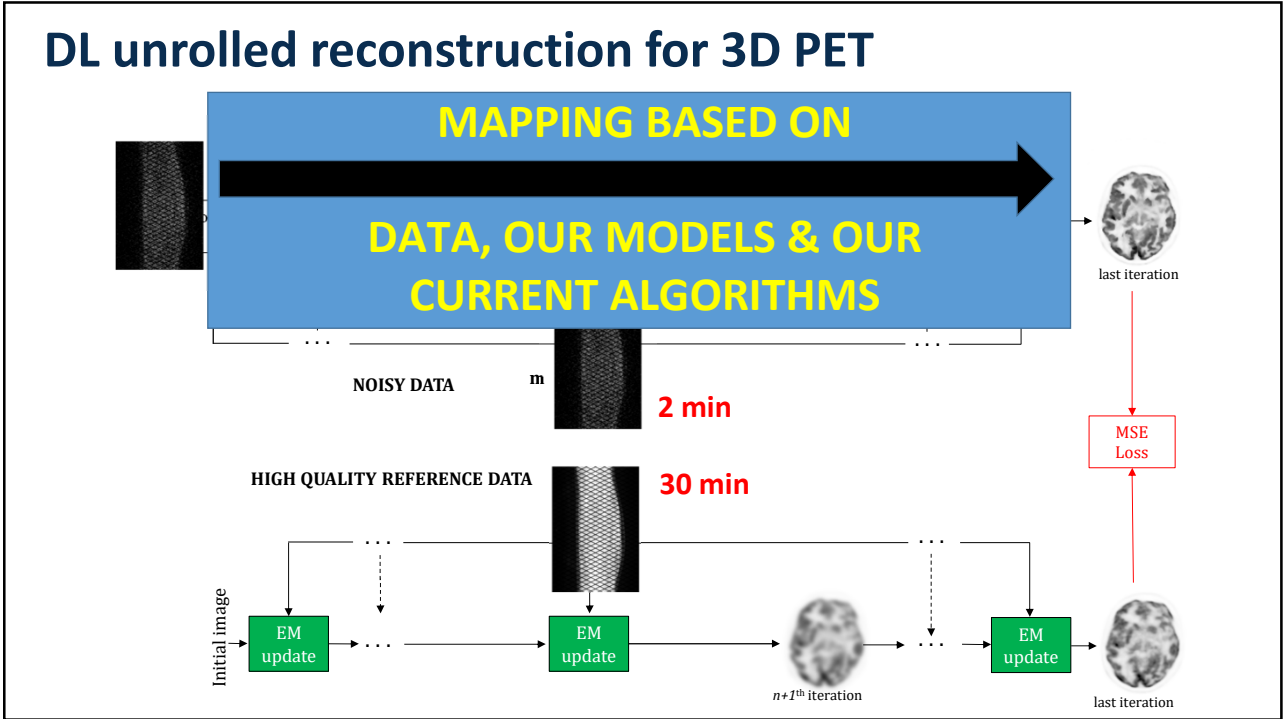 DL unrolled reconstruction for 3D PET
MAPPING BASED ON
DATA, OUR MODELS & OUR
CURRENT ALGORITHMS
last iteration
. . .
. . .
NOISY DATA
m
2 min
MSE
Loss
HIGH QUALITY REFERENCE DATA
30 min
. . .
. . .
Initial image
EM
update
. . .
EM
update
n+1th iteration
. . .
EM
update
last iteration